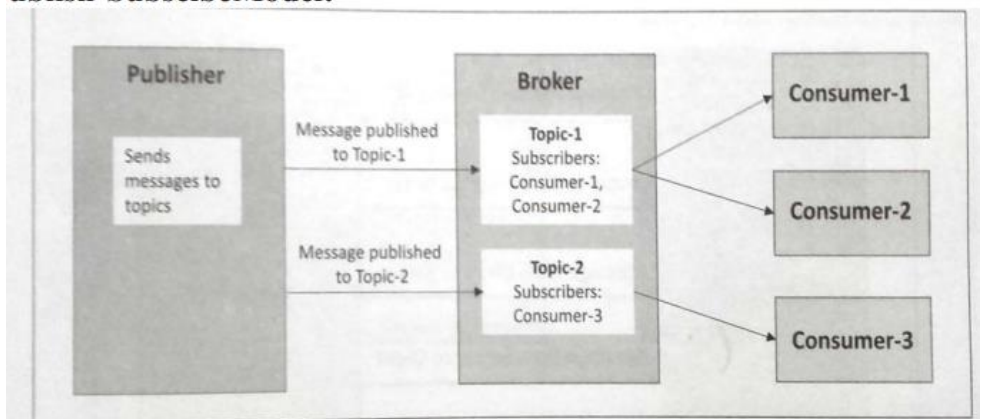 Publisher
Sends
messages to
topics
Message published
to Topic-1
Message published
to Topic-2
Broker
Topic-1
Subscribers:
Consumer-1,
Consumer-2
Topic-2
Subscribers:
Consumer-3
Consumer-1
Consumer-2
Consumer-3